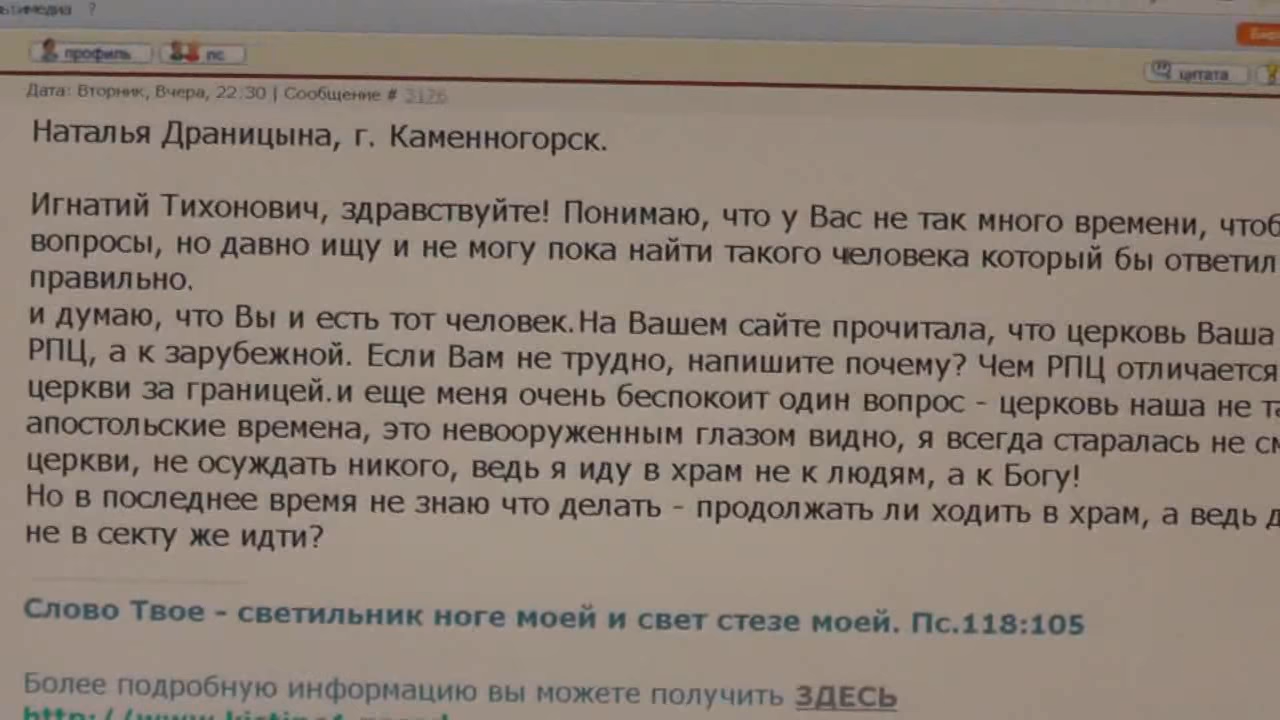 ?
профиль пс
цитата
Дата: Вторник, Вчера, 22:30 | Сообщение # 3176
Наталья Драницына, г. Каменногорск.
Игнатий Тихонович, здравствуйте! Понимаю, что у Вас не так много времени, чтоб
вопросы, но давно ищу и не могу пока найти такого человека который бы ответил
правильно.
и думаю, что Вы и есть тот человек.На Вашем сайте прочитала, что церковь Ваша
РПЦ, а к зарубежной. Если Вам не трудно, напишите почему? Чем РПЦ отличается
церкви за границей.и еще меня очень беспокоит один вопрос - церковь наша не
апостольские времена, это невооруженным глазом видно, я всегда старалась не
церкви, не осуждать никого, ведь я иду в храм не к людям, а к Богу!
Но в последнее время не знаю что делать - продолжать ли ходить в храм, а ведь
не в секту же идти?
Слово Твое - светильник ноге моей и свет стезе моей. Пс.118:105
Более подробную информацию вы можете получить ЗДЕСЬ